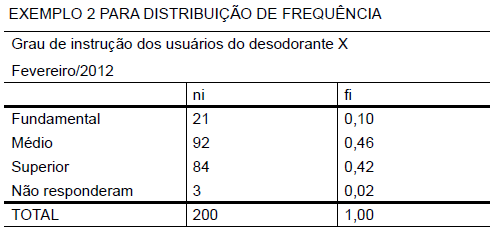 EXEMPLO 2 PARA DISTRIBUIÇÃO DE FREQUÊNCIA
Grau de instrução dos usuários do desodorante X
Fevereiro/2012
ni fi
Fundamental 21 0,10
Médio 92 0,46
Superior 84 0,42
Não responderam 3 0,02
TOTAL 200 1,00